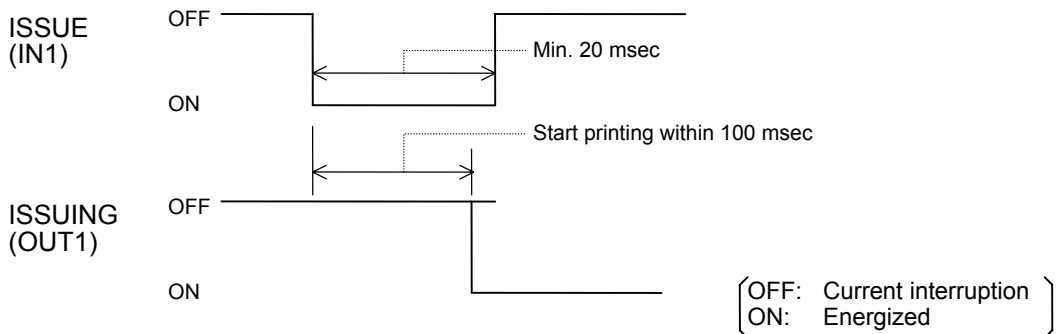 ISSUE
(IN1)
OFF
ON
Min. 20 msec
Start printing within 100 msec
ISSUING
(OUT1)
OFF
ON
OFF: Current interruption
ON: Energized